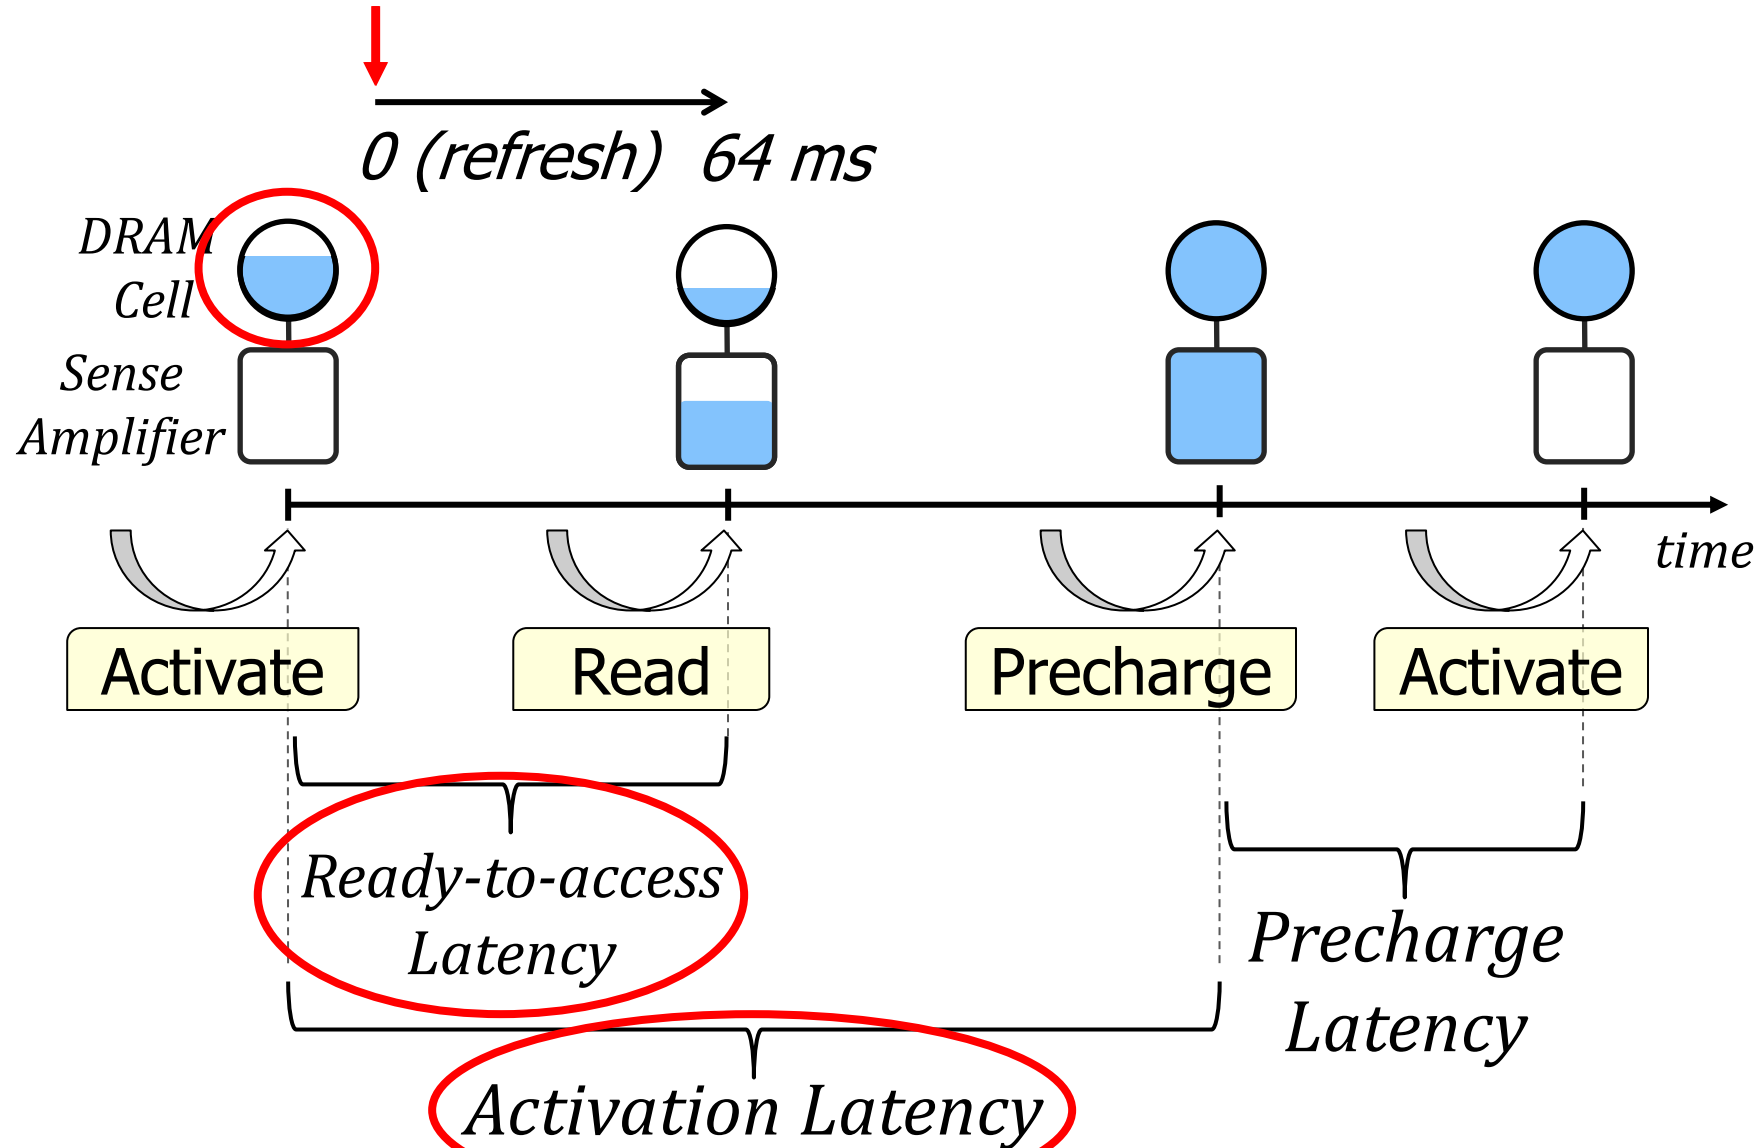 0 (refresh) 64 ms
DRAM
Cell
Sense
Amplifier
time
Activate
Read
Precharge
Activate
Ready-to-access
Latency
Precharge
Latency
Activation Latency